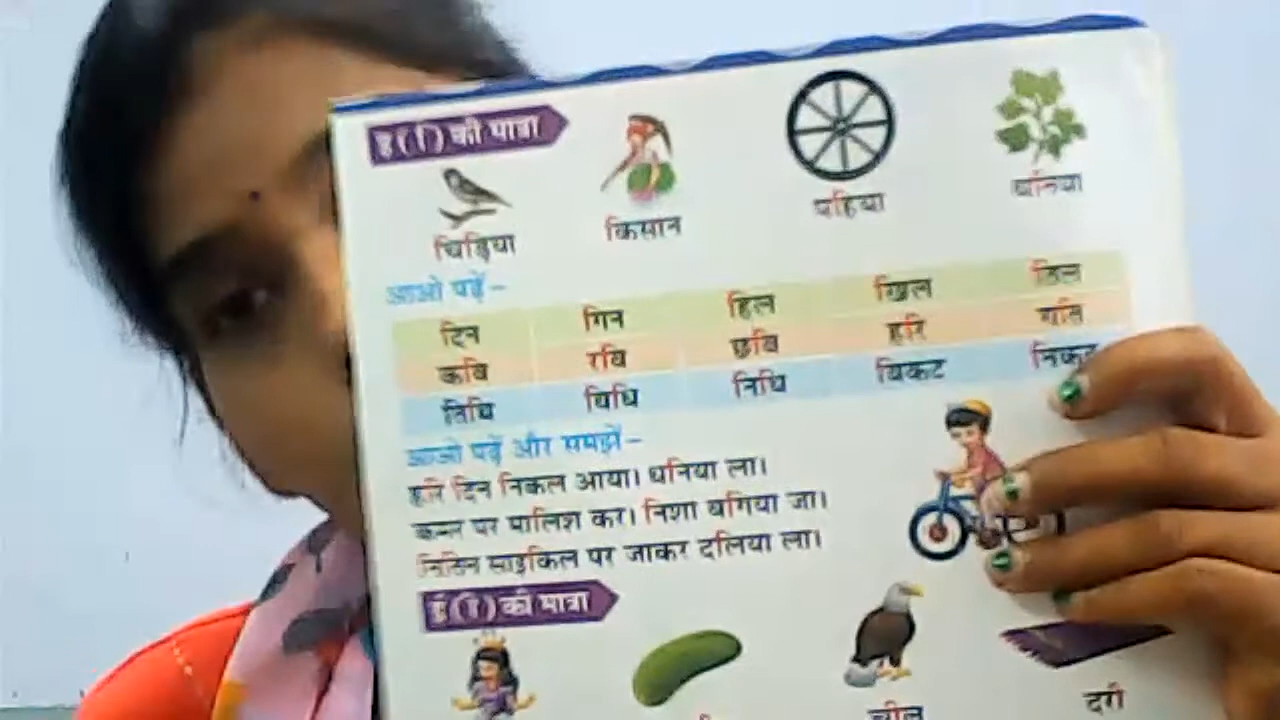 इ ( ि ) की मात्रा
चिड़िया किसान पहिया धनिया
आओ पढ़ें-
दिन गिन हिल खिल
कवि रवि छवि हरि गति
तिथि विधि निधि विकट निकट
आओ पढ़ें और समझें-
हरि दिन निकल आया। धनिया ला।
कमर पर पालिश कर। निशा बगिया जा।
नितिन साइकिल पर जाकर दलिया ला।
ई ( ी ) की मात्रा
चील दरी